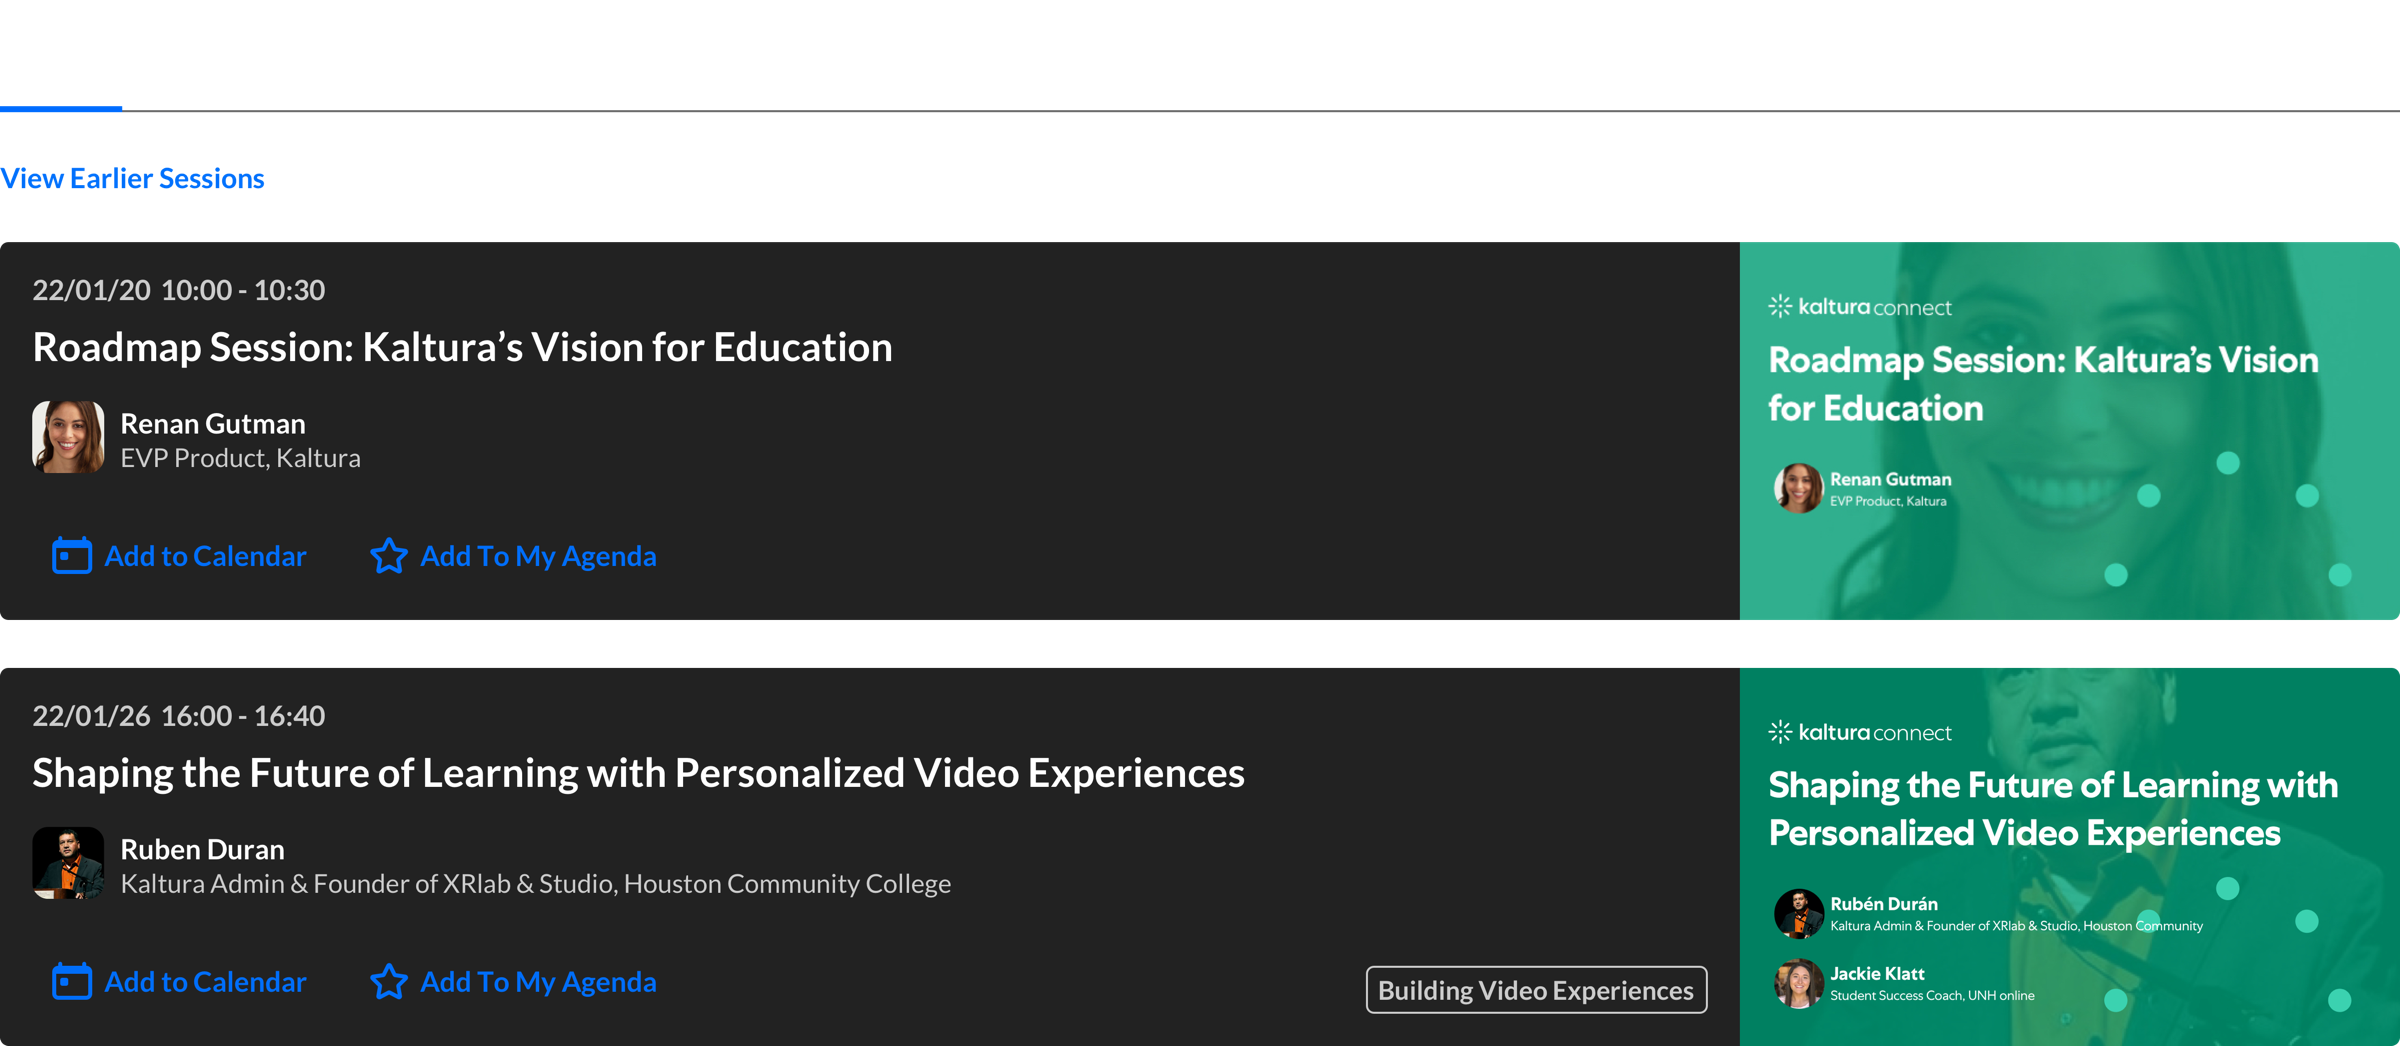 View Earlier Sessions
22/01/20 10:00 - 10:30
Roadmap Session: Kaltura’s Vision for Education
Renan Gutman
EVP Product, Kaltura
Add to Calendar
Add To My Agenda
kaltura connect
Roadmap Session: Kaltura’s Vision
for Education
Renan Gutman
EVP Product, Kaltura
22/01/26 16:00 - 16:40
Shaping the Future of Learning with Personalized Video Experiences
Ruben Duran
Kaltura Admin & Founder of XRlab & Studio, Houston Community College
Add to Calendar
Add To My Agenda
Building Video Experiences
kaltura connect
Shaping the Future of Learning with
Personalized Video Experiences
Rubén Durán
Kaltura Admin & Founder of XRlab & Studio, Houston Community
Jackie Klatt
Student Success Coach, UNH online